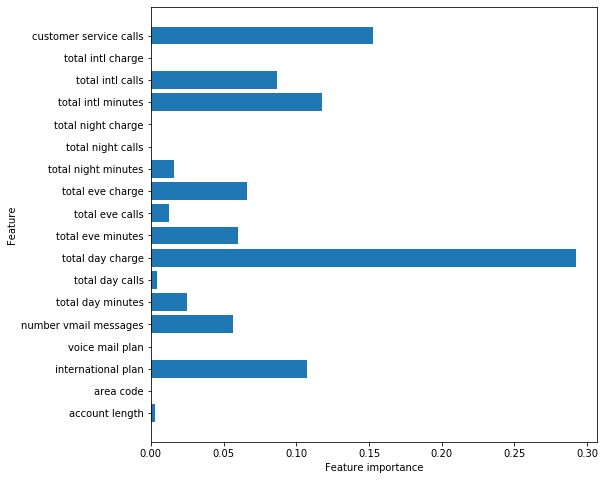 customer service calls
total intl charge
total intl calls
total intl minutes
total night charge
total night calls
total night minutes
total eve charge
total eve calls
total eve minutes
total day charge
total day calls
total day minutes
number vmail messages
voice mail plan
international plan
area code
account length
Feature
0.00 0.05 0.10 0.15 0.20 0.25 0.30
Feature importance